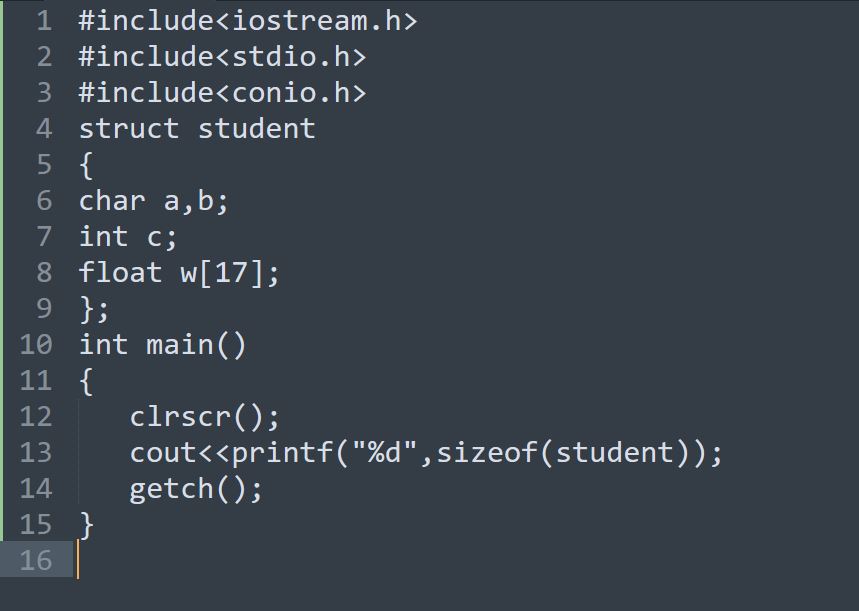 1 #include<iostream.h>
2 #include<stdio.h>
3 #include<conio.h>
4 struct student
5 {
6 char a,b;
7 int c;
8 float w[17];
9 };
10 int main()
11 {
12    clrscr();
13    cout<<printf("%d",sizeof(student));
14    getch();
15 }
16